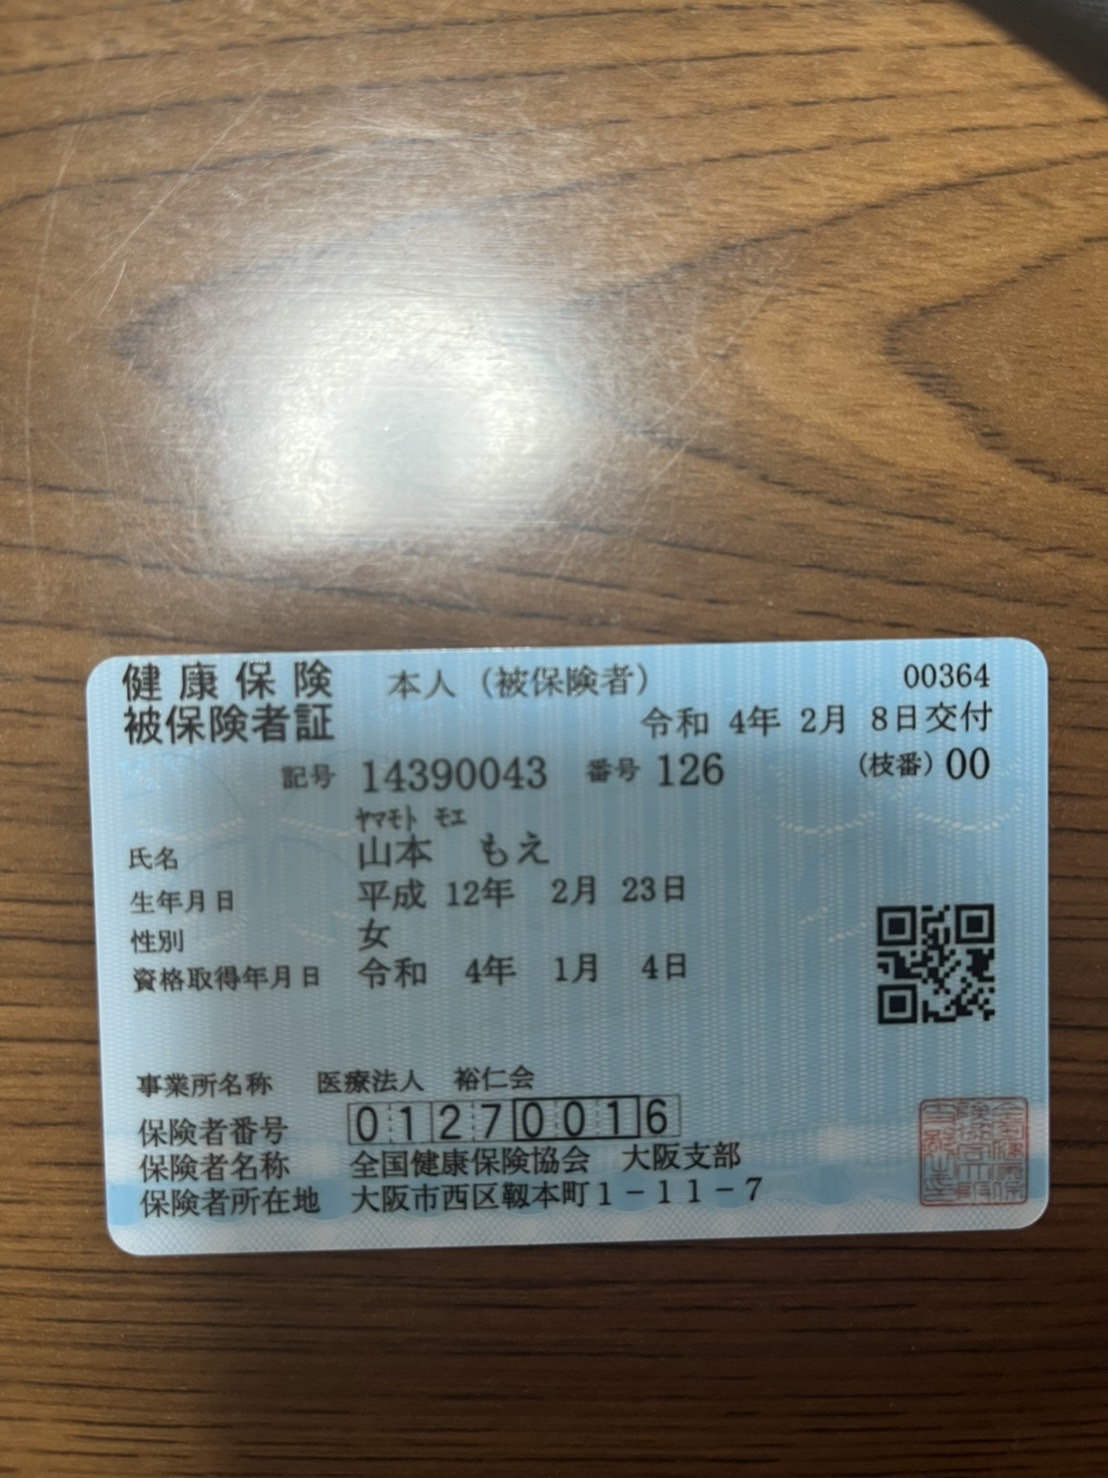 健康保険 本人（被保険者） 00364
被保険者証 令和 4年 2月 8日交付
記号 14390043 番号 126 (枝番) 00
ﾔﾏﾓﾄ ﾓｴ
氏名 山本 もえ
生年月日 平成 12年 2月 23日
性別 女
資格取得年月日 令和 4年 1月 4日
事業所名称 医療法人 裕仁会
保険者番号 01270016
保険者名称 全国健康保険協会 大阪支部
保険者所在地 大阪市西区靱本町1－11－7